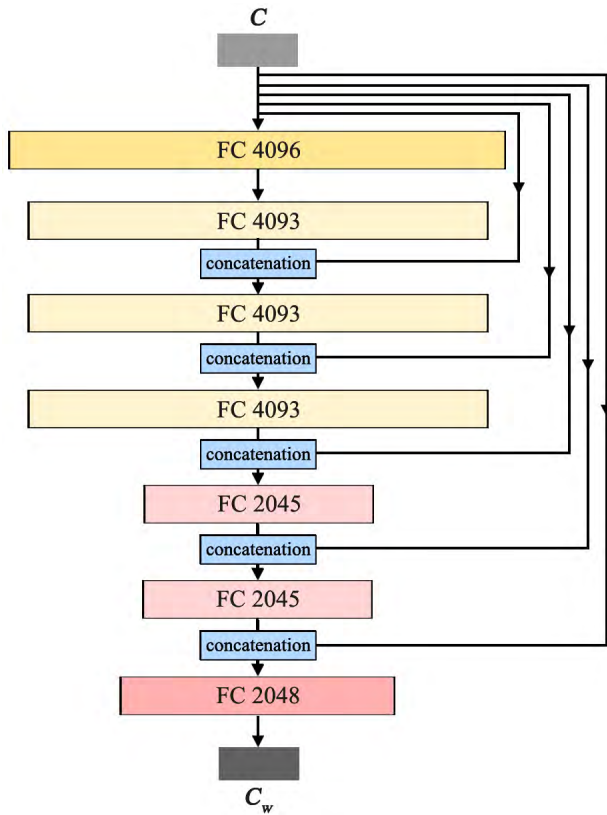 C
FC 4096
FC 4093
concatenation
FC 4093
concatenation
FC 4093
concatenation
FC 2045
concatenation
FC 2045
concatenation
FC 2048
C_w